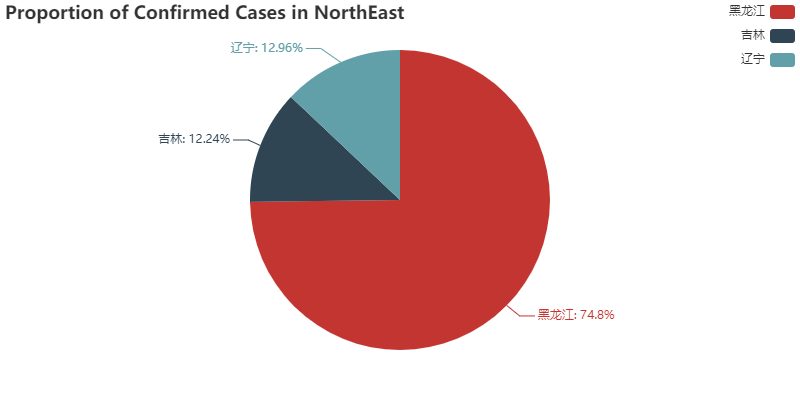 Proportion of Confirmed Cases in NorthEast
黑龙江
吉林
辽宁
辽宁: 12.96%
吉林: 12.24%
黑龙江: 74.8%